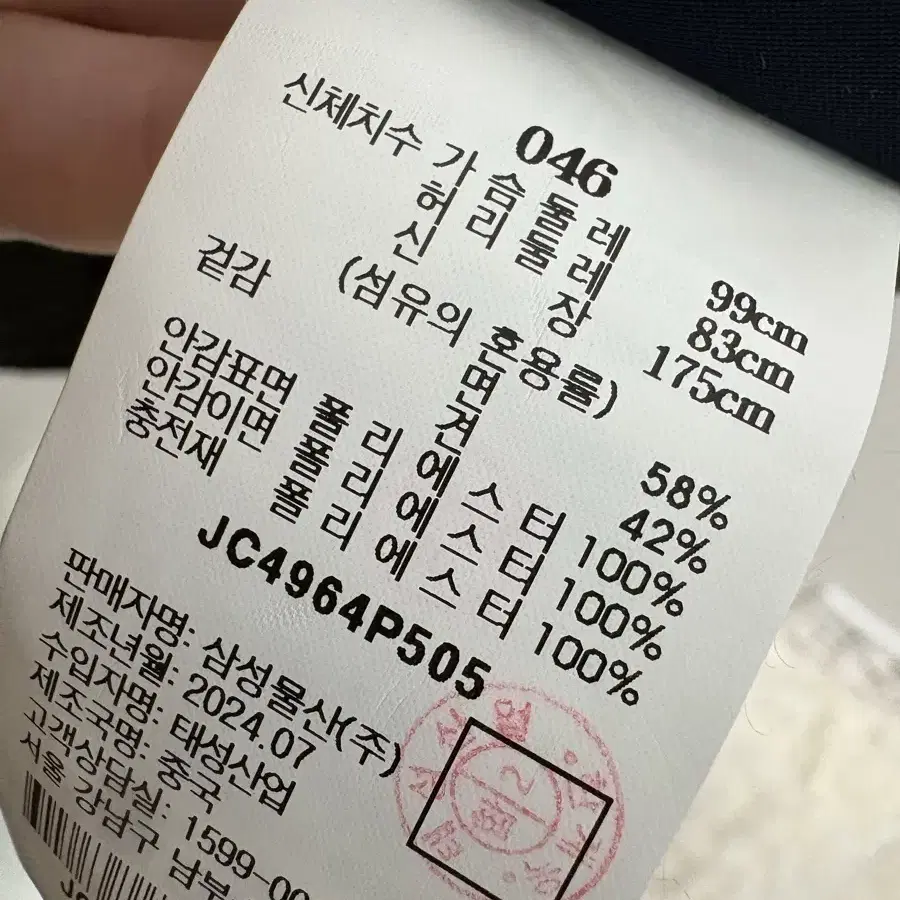 046
신체치수 가슴둘레 99cm
허리둘레 83cm
신장 175cm
(섬유의 혼용률)
겉감 면 58%
견 42%
안감표면 폴리에스터 100%
안감이면 폴리에스터 100%
충전재 폴리에스터 100%
JC4964P505
판매자명: 삼성물산(주)
제조년월: 2024.07
수입자명: 태성산업
제조국명: 중국
고객상담실: 1599-00
서울 강남구 남부